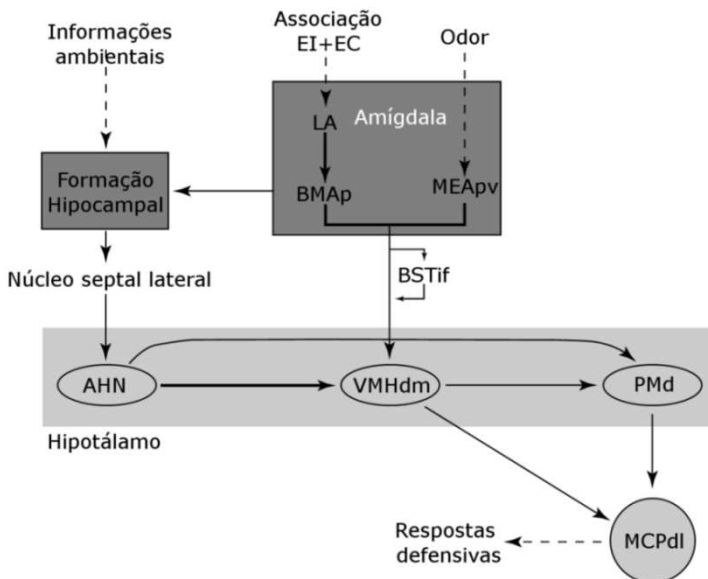 Informações
ambientais
Associação
EI+EC
Odor
Amígdala
LA
BMAp
MEApv
Formação
Hipocampal
BSTif
Núcleo septal lateral
AHN
VMHdm
PMd
Hipotálamo
Respostas
defensivas
MCPdl